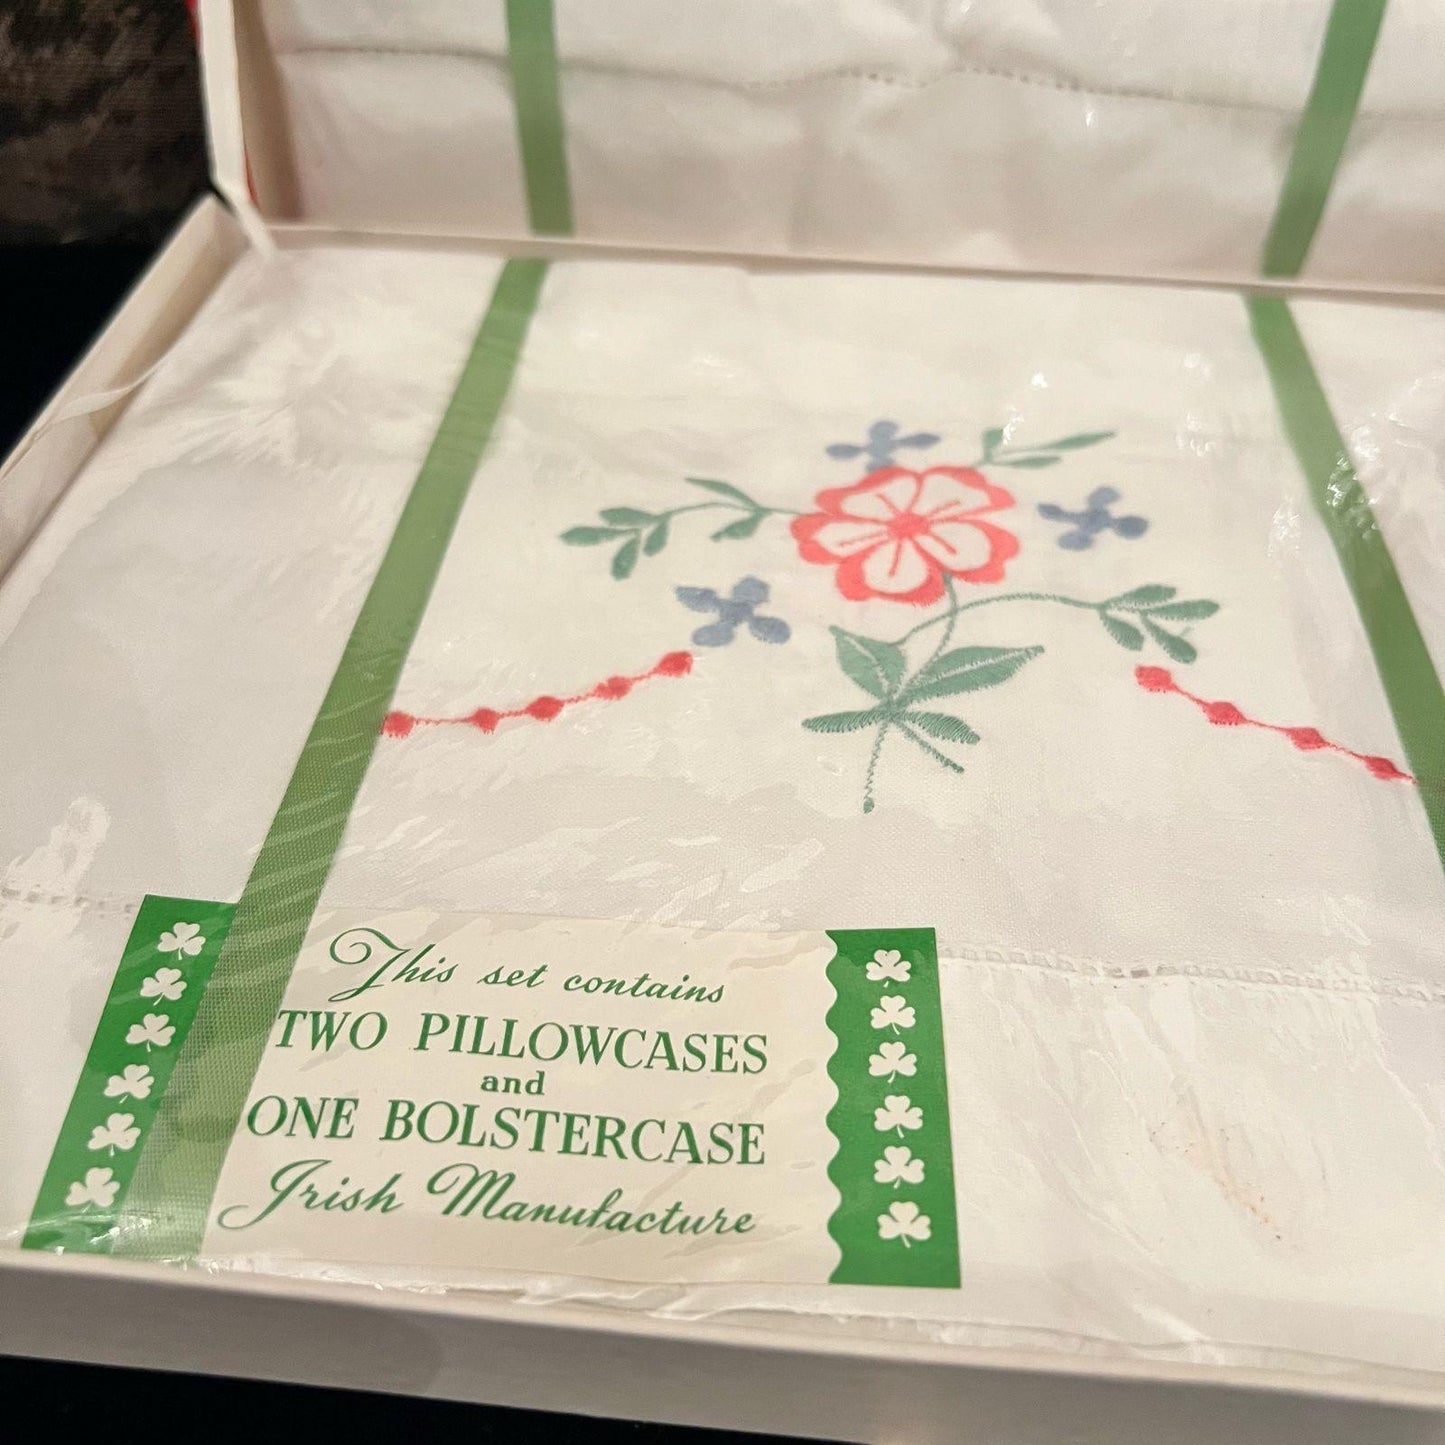 This set contains
TWO PILLOWCASES
and
ONE BOLSTERCASE
Irish Manufacture